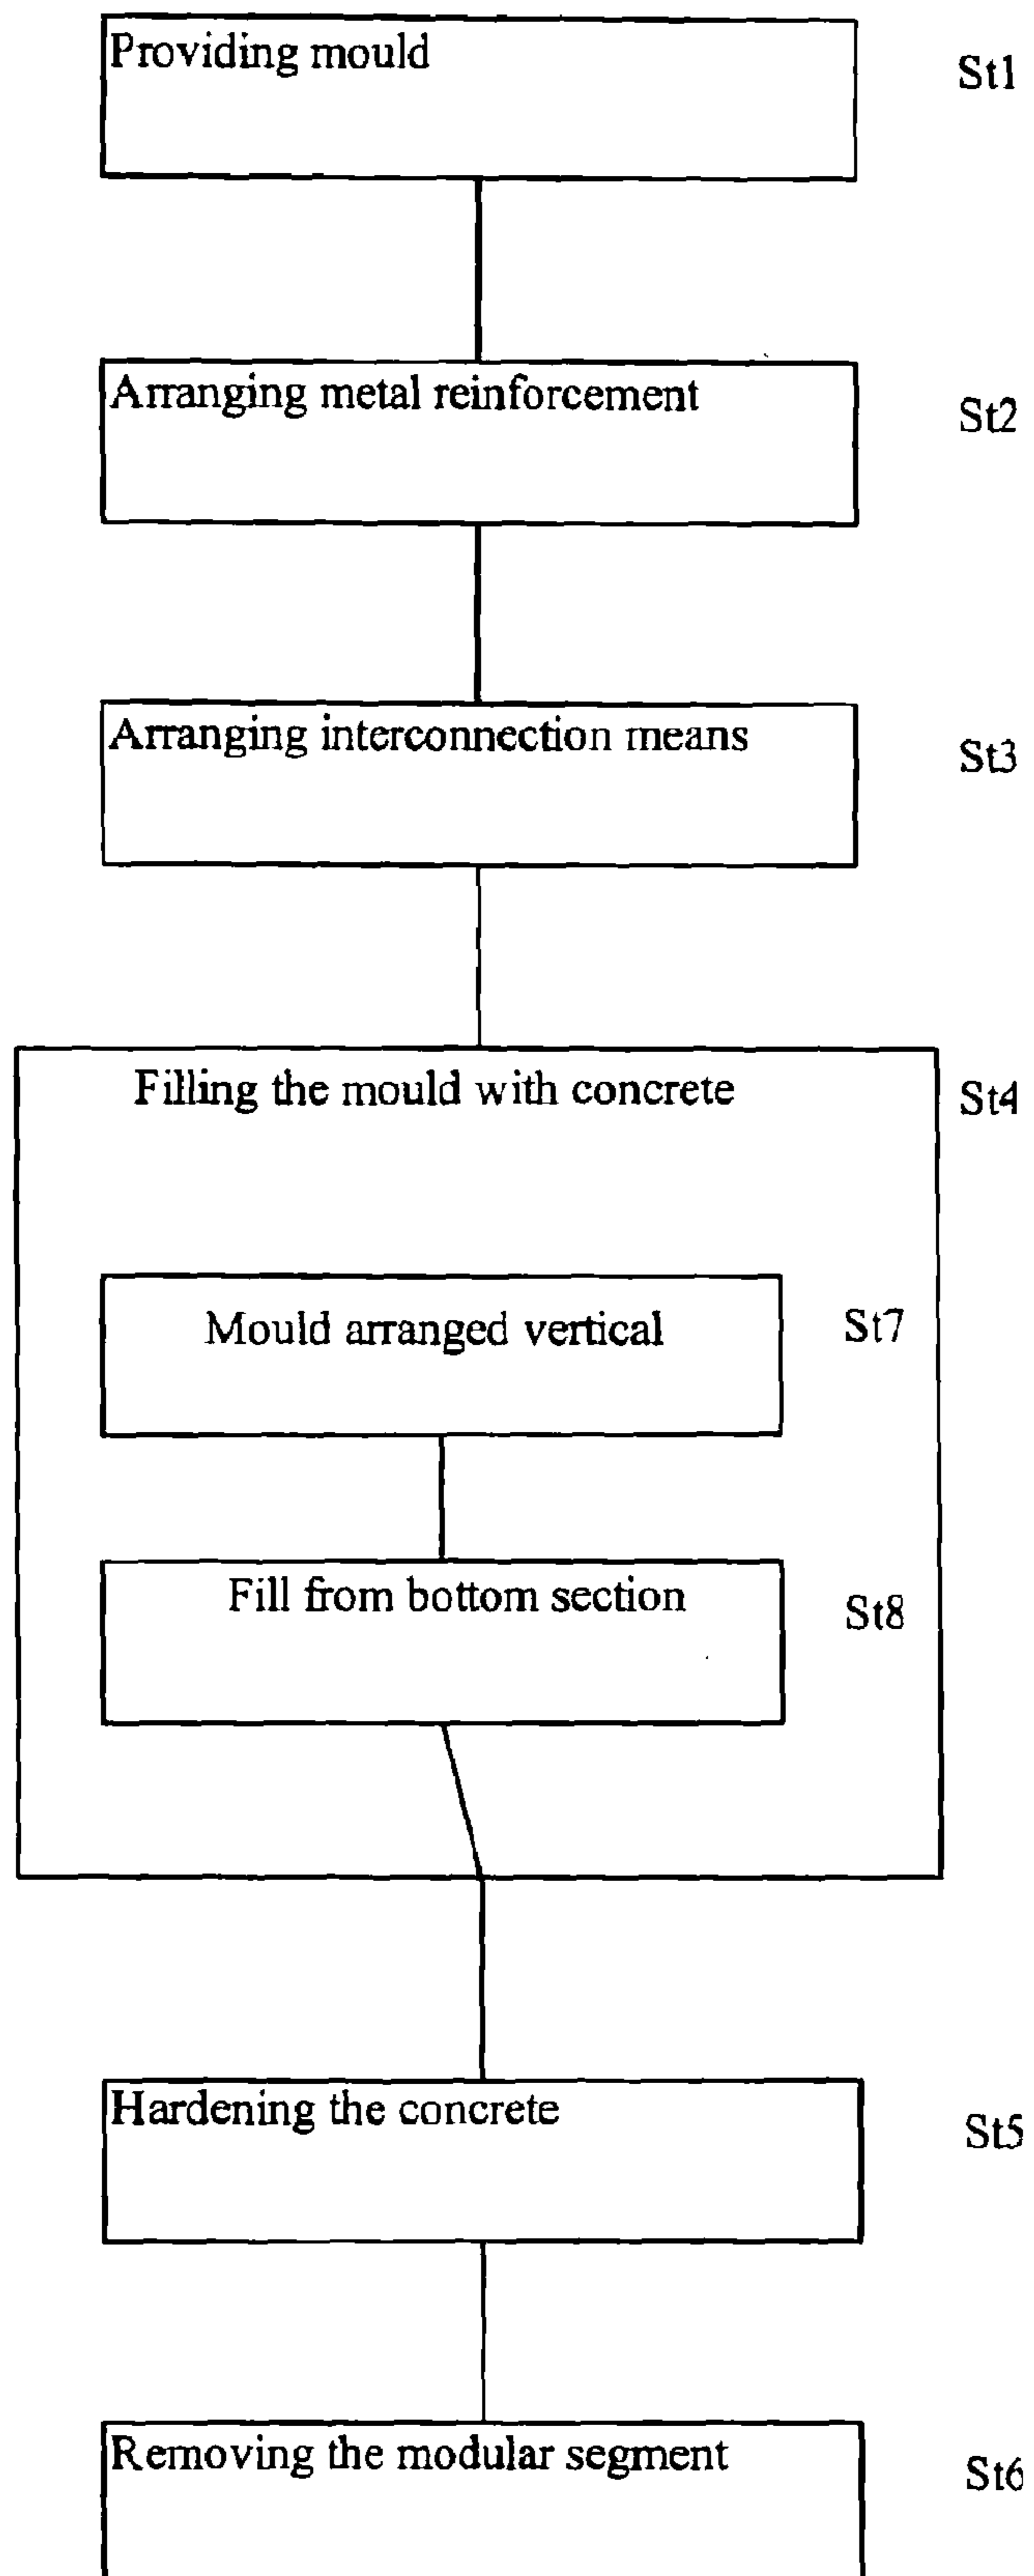 Providing mould
St1
Arranging metal reinforcement
St2
Arranging interconnection means
St3
Filling the mould with concrete
St4
Mould arranged vertical
St7
Fill from bottom section
St8
Hardening the concrete
St5
Removing the modular segment
St6